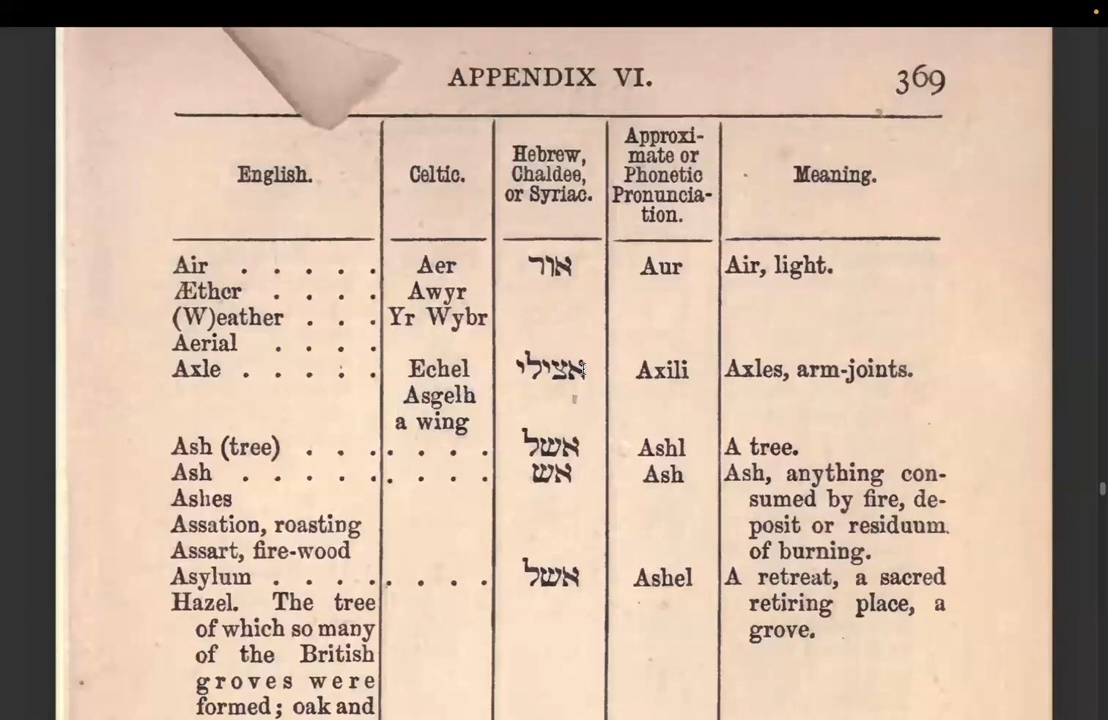 APPENDIX VI. 369
English. Celtic. Hebrew, Chaldee, or Syriac. Approxi-mate or Phonetic Pronuncia-tion. Meaning.
Air . . . . . Aer אור Aur Air, light.
Æther . . . . Awyr
(W)eather . . . Yr Wybr
Aerial . . . .
Axle . . . . . Echel אצילי Axili Axles, arm-joints.
Asgelh
a wing
Ash (tree) . . . . . . . אשל Ashl A tree.
Ash . . . . . . . . . אש Ash Ash, anything con-
Ashes sumed by fire, de-
Assation, roasting posit or residuum
Assart, fire-wood of burning.
Asylum . . . . . . . . אשל Ashel A retreat, a sacred
Hazel. The tree retiring place, a
of which so many grove.
of the British
groves were
formed; oak and